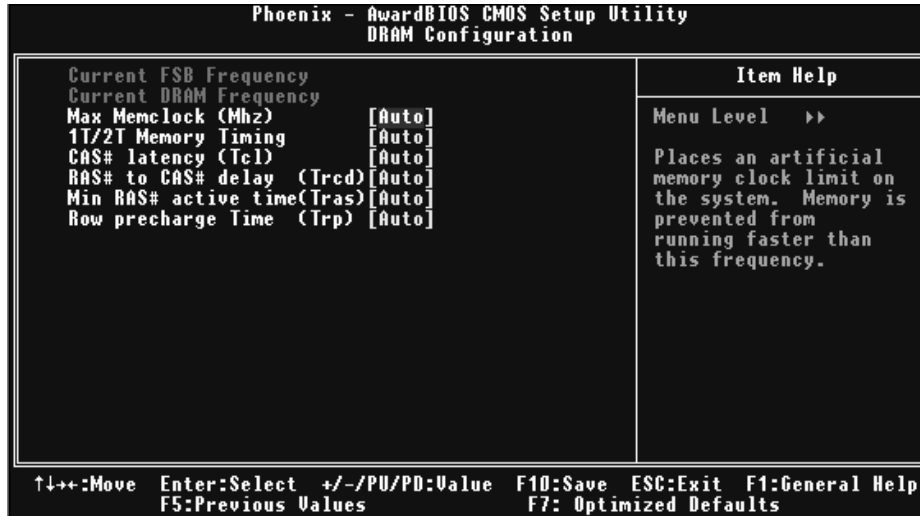 Phoenix - AwardBIOS CMOS Setup Utility
DRAM Configuration
Current FSB Frequency
Current DRAM Frequency
Max Memclock (Mhz) [Auto]
1T/2T Memory Timing [Auto]
CAS# latency (Tcl) [Auto]
RAS# to CAS# delay (Trcd)[Auto]
Min RAS# active time(Tras)[Auto]
Row precharge Time (Trp) [Auto]
Item Help
Menu Level ▸▸
Places an artificial
memory clock limit on
the system. Memory is
prevented from
running faster than
this frequency.
↑↓→←:Move Enter:Select +/-/PU/PD:Value F10:Save ESC:Exit F1:General Help
F5:Previous Values F7: Optimized Defaults